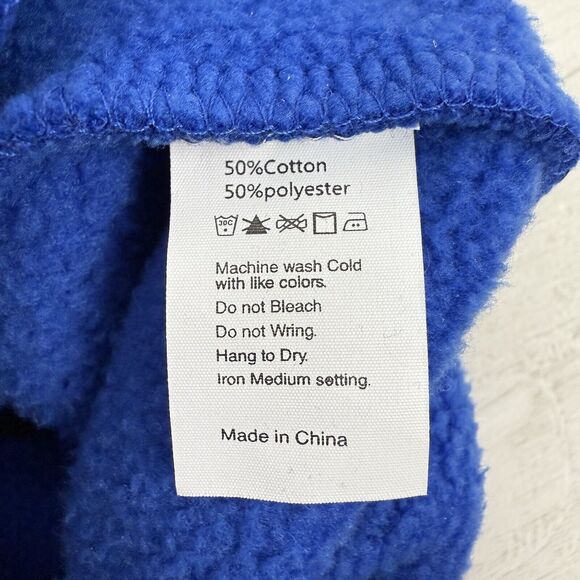 50%Cotton
50%polyester
30C
Machine wash Cold
with like colors.
Do not Bleach
Do not Wring.
Hang to Dry.
Iron Medium setting.
Made in China